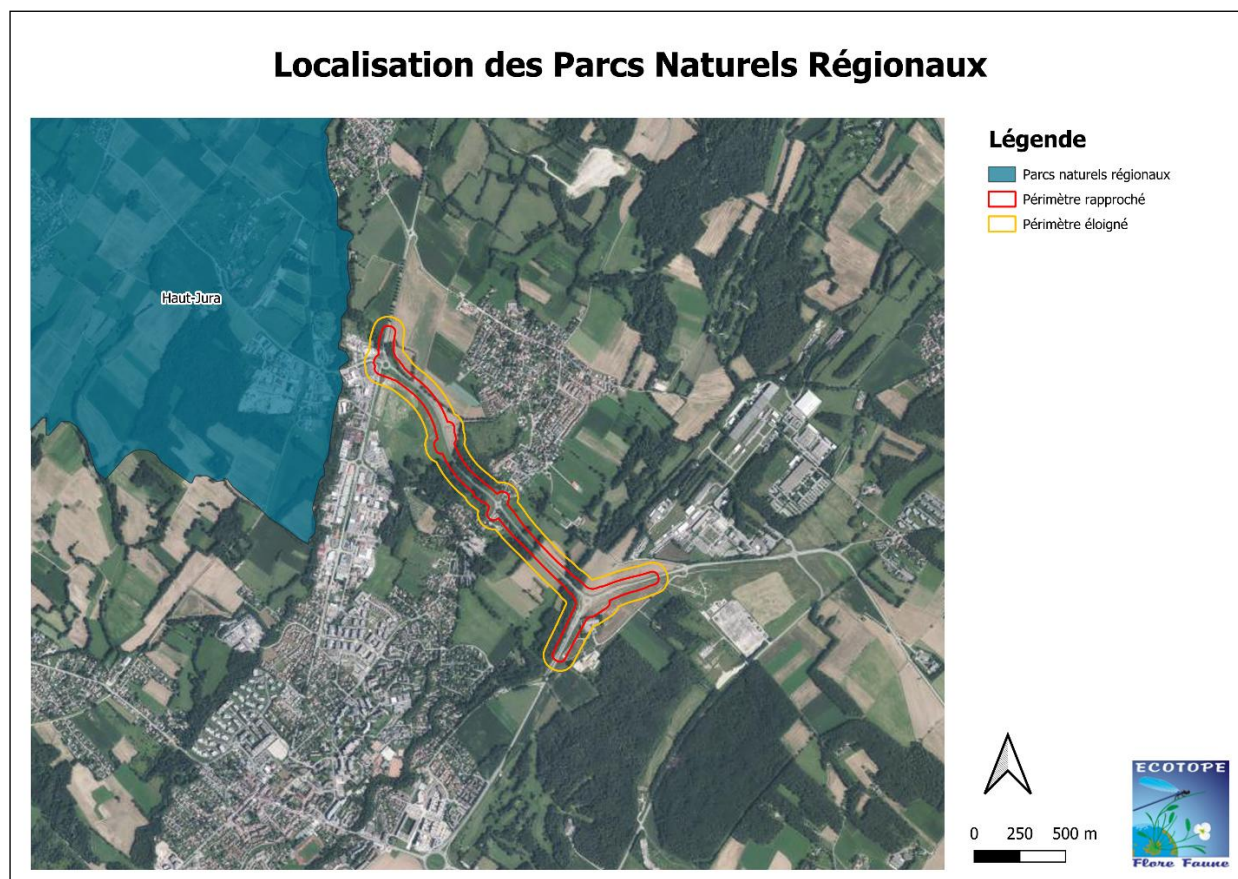 Localisation des Parcs Naturels Régionaux
Haut-Jura
Légende
Parcs naturels régionaux
Périmètre rapproché
Périmètre éloigné
0 250 500 m
ECOTOPE
Flore Faune